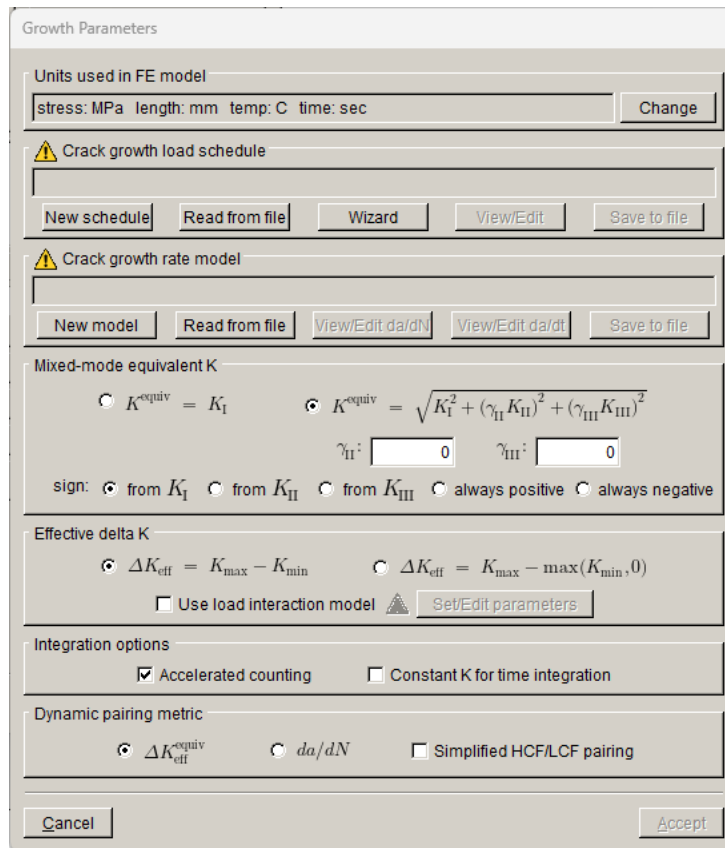 Growth Parameters
Units used in FE model
stress: MPa length: mm temp: C time: sec Change
Crack growth load schedule
New schedule Read from file Wizard View/Edit Save to file
Crack growth rate model
New model Read from file View/Edit da/dN View/Edit da/dt Save to file
Mixed-mode equivalent K
K^equiv = K_I K^equiv = √(K_I^2 + (γ_II K_II)^2 + (γ_III K_III)^2)
γ_II: 0 γ_III: 0
sign: from K_I from K_II from K_III always positive always negative
Effective delta K
ΔK_eff = K_max − K_min ΔK_eff = K_max − max(K_min,0)
Use load interaction model Set/Edit parameters
Integration options
Accelerated counting Constant K for time integration
Dynamic pairing metric
ΔK_eff^equiv da/dN Simplified HCF/LCF pairing
Cancel Accept